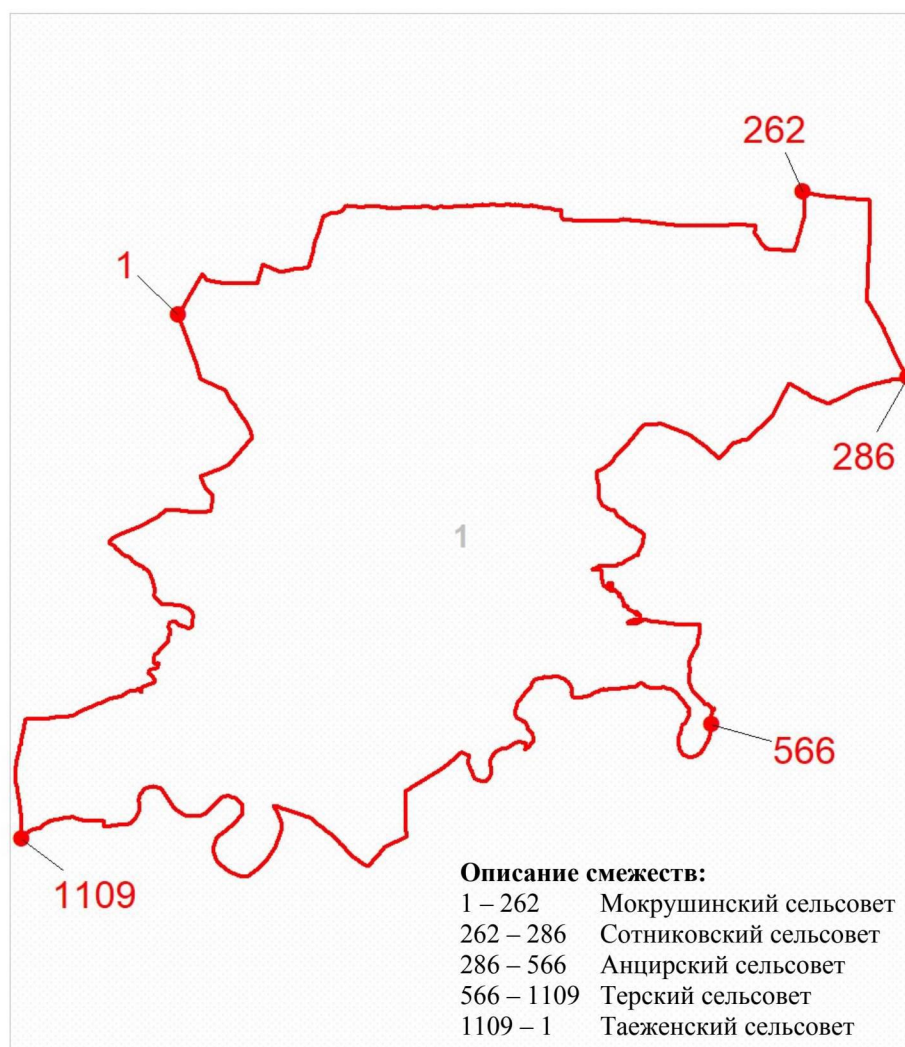 262
1
286
1
566
1109
Описание смежеств:
1 – 262 Мокрушинский сельсовет
262 – 286 Сотниковский сельсовет
286 – 566 Анцирский сельсовет
566 – 1109 Терский сельсовет
1109 – 1 Таеженский сельсовет